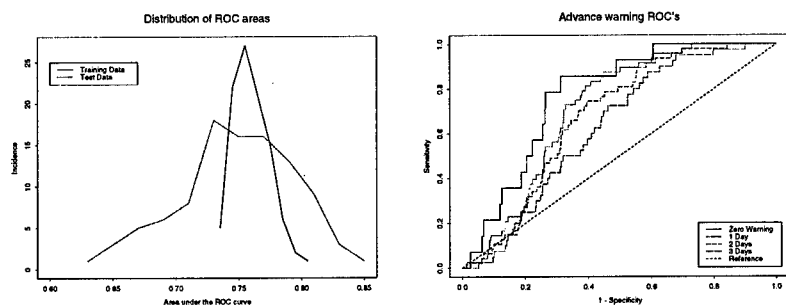 Distribution of ROC areas
25
20
15
10
5
0
Incidence
Training Data
Test Data
0.60
0.65
0.70
0.75
0.80
0.85
Area under the ROC curve
Advance warning ROC's
1.0
0.8
0.6
0.4
0.2
0.0
Sensitivity
Zero Warning
1 Day
2 Days
3 Days
Reference
0.0
0.2
0.4
0.6
0.8
1.0
1 - Specificity